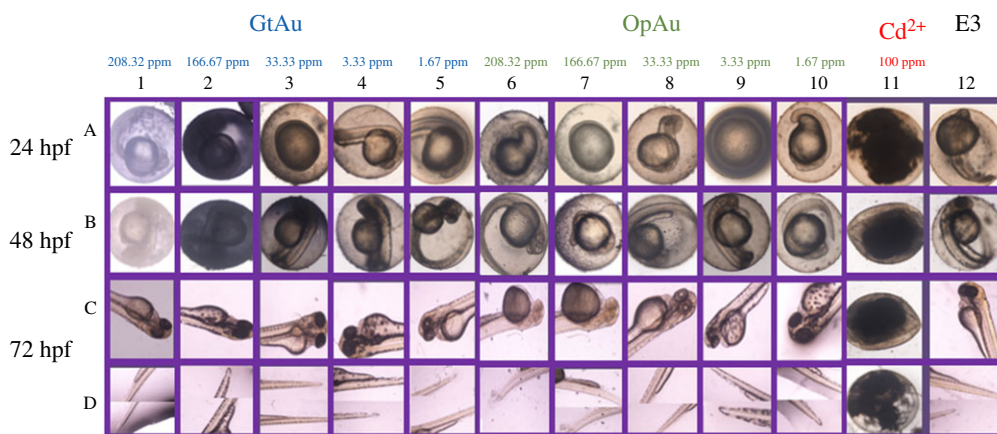 GtAu OpAu Cd²⁺ E3
208.32 ppm 166.67 ppm 33.33 ppm 3.33 ppm 1.67 ppm 208.32 ppm 166.67 ppm 33.33 ppm 3.33 ppm 1.67 ppm 100 ppm
1 2 3 4 5 6 7 8 9 10 11 12
A
24 hpf
B
48 hpf
C
72 hpf
D